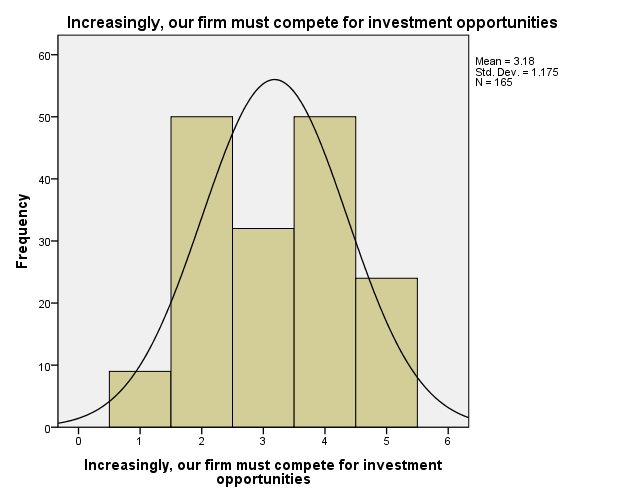 Increasingly, our firm must compete for investment opportunities
Mean = 3.18
Std. Dev. = 1.175
N = 165
60
50
40
30
20
10
0
Frequency
0 1 2 3 4 5 6
Increasingly, our firm must compete for investment
opportunities